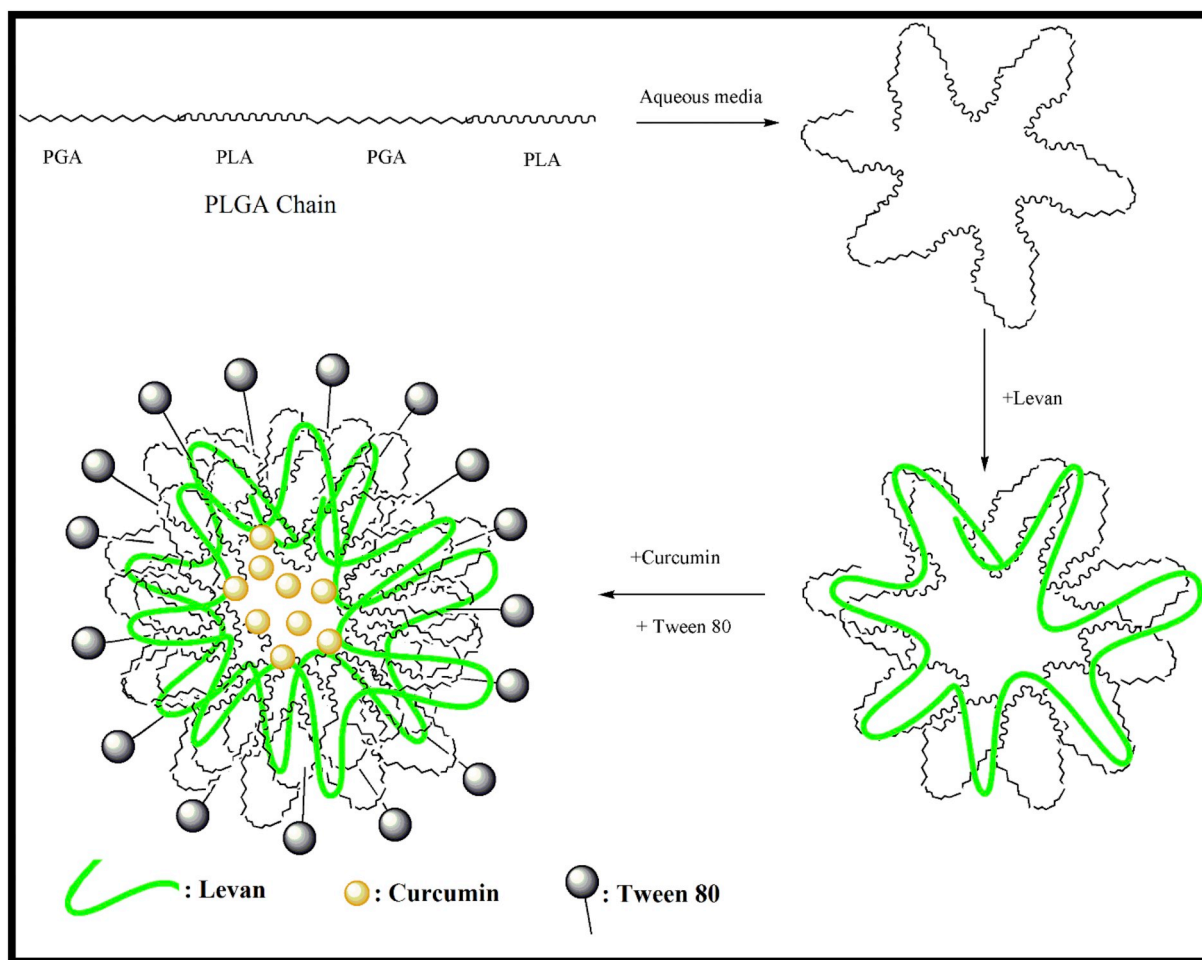 Aqueous media
PGA PLA PGA PLA
PLGA Chain
+Levan
+Curcumin
+ Tween 80
: Levan : Curcumin : Tween 80